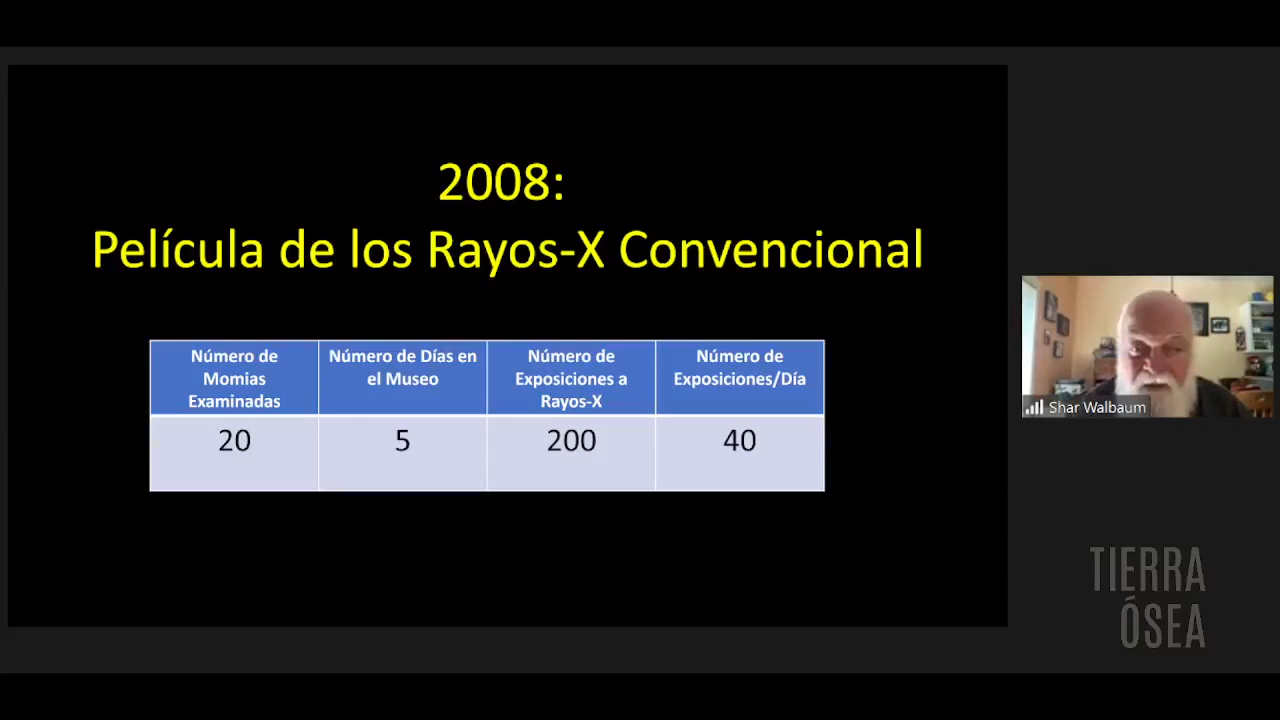 2008:
Película de los Rayos-X Convencional
Número de
Momias
Examinadas
Número de Días en
el Museo
Número de
Exposiciones a
Rayos-X
Número de
Exposiciones/Día
20
5
200
40
Shar Walbaum
TIERRA
ÓSEA